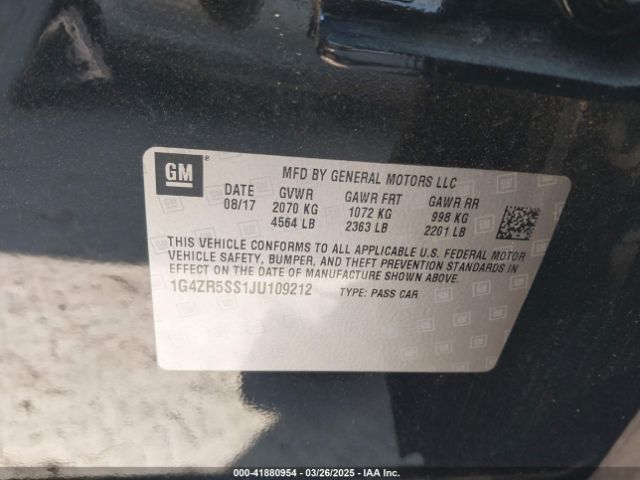 GM
®
MFD BY GENERAL MOTORS LLC
DATE GVWR GAWR FRT GAWR RR
08/17 2070 KG 1072 KG 998 KG
4564 LB 2363 LB 2201 LB
THIS VEHICLE CONFORMS TO ALL APPLICABLE U.S. FEDERAL MOTOR
VEHICLE SAFETY, BUMPER, AND THEFT PREVENTION STANDARDS IN
EFFECT ON THE DATE OF MANUFACTURE SHOWN ABOVE.
1G4ZR5SS1JU109212 TYPE: PASS CAR
000-41880954 - 03/26/2025 - IAA Inc.